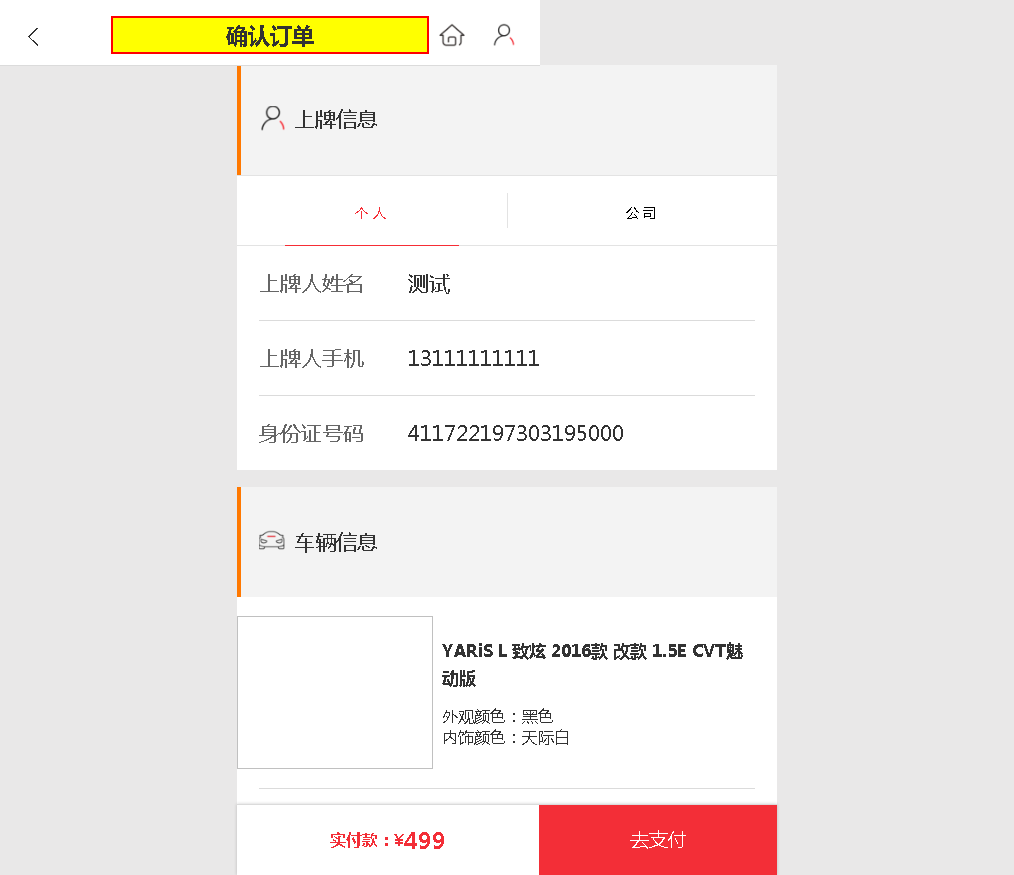 确认订单
上牌信息
个人 公司
上牌人姓名 测试
上牌人手机 13111111111
身份证号码 411722197303195000
车辆信息
YARiS L 致炫 2016款 改款 1.5E CVT魅
动版
外观颜色：黑色
内饰颜色：天际白
实付款：¥499 去支付